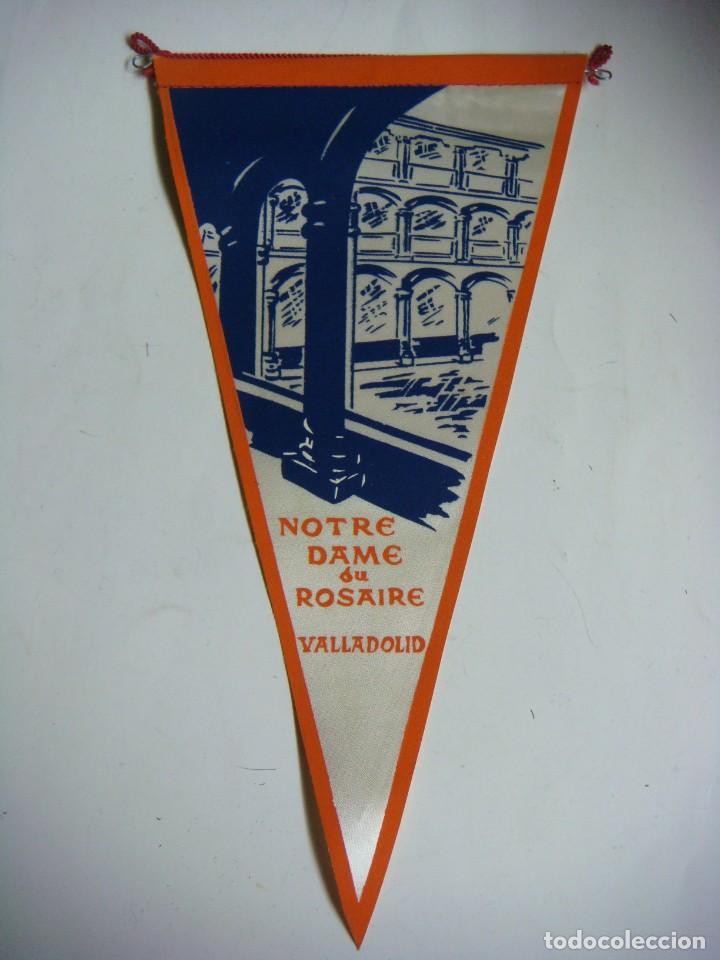 NOTRE
DAME
du
ROSAIRE
VALLADOLID
todocoleccion